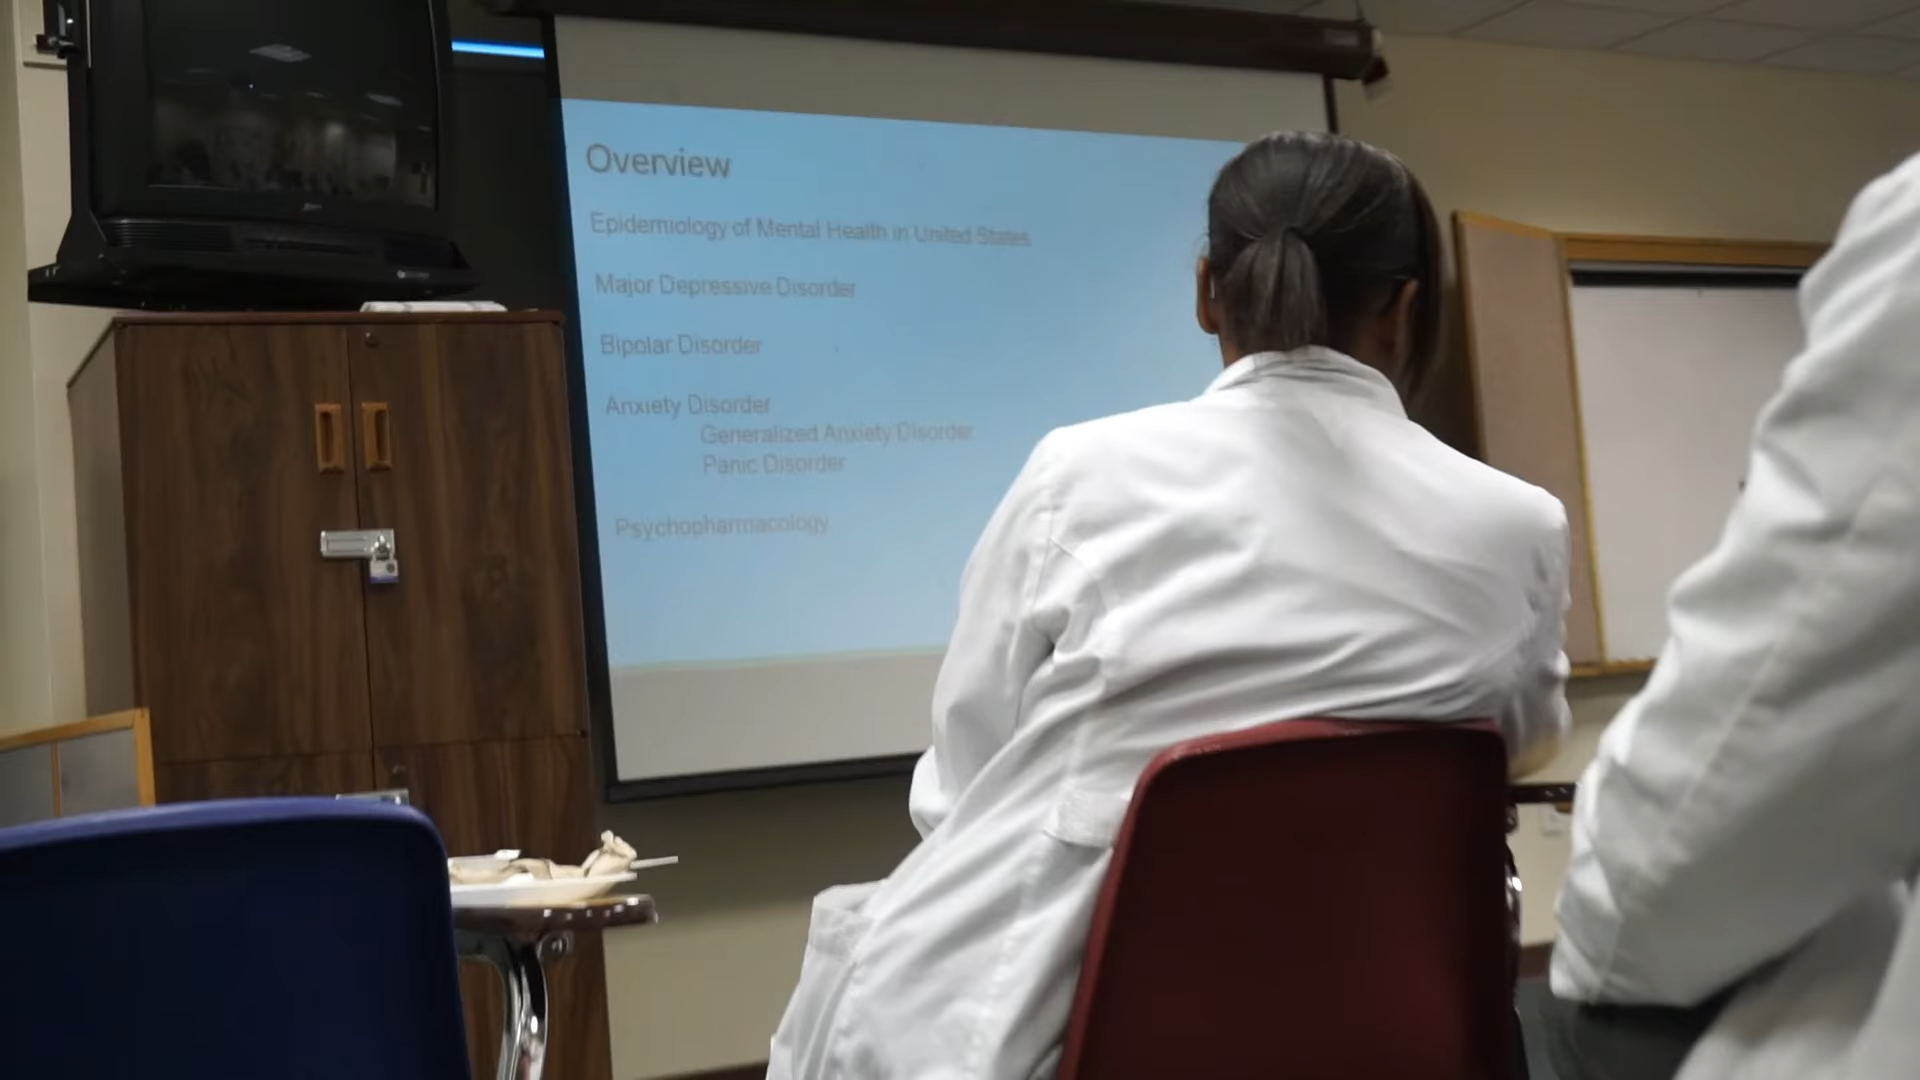 Overview
Epidemiology of Mental Health in United States
Major Depressive Disorder
Bipolar Disorder
Anxiety Disorder
Generalized Anxiety Disorder
Panic Disorder
Psychopharmacology